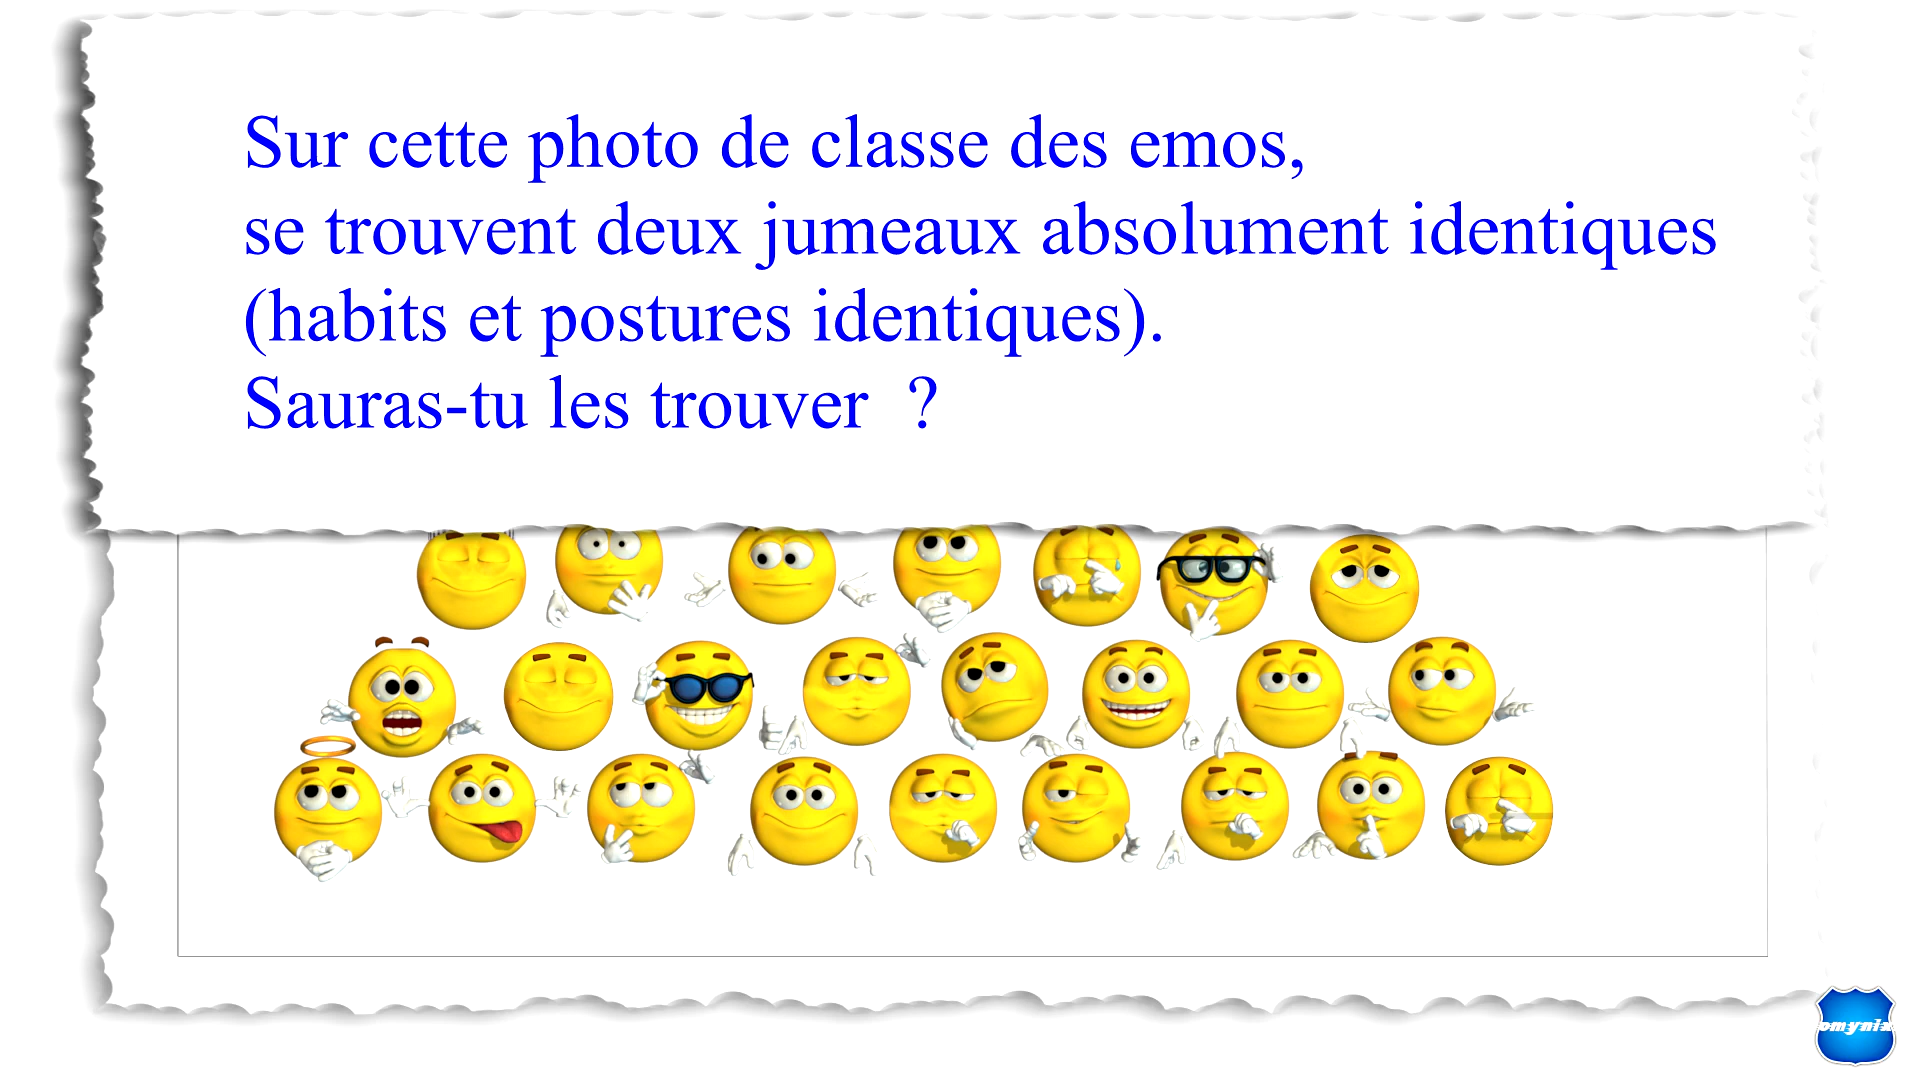 Sur cette photo de classe des emos,
se trouvent deux jumeaux absolument identiques
(habits et postures identiques).
Sauras-tu les trouver  ?
omynix